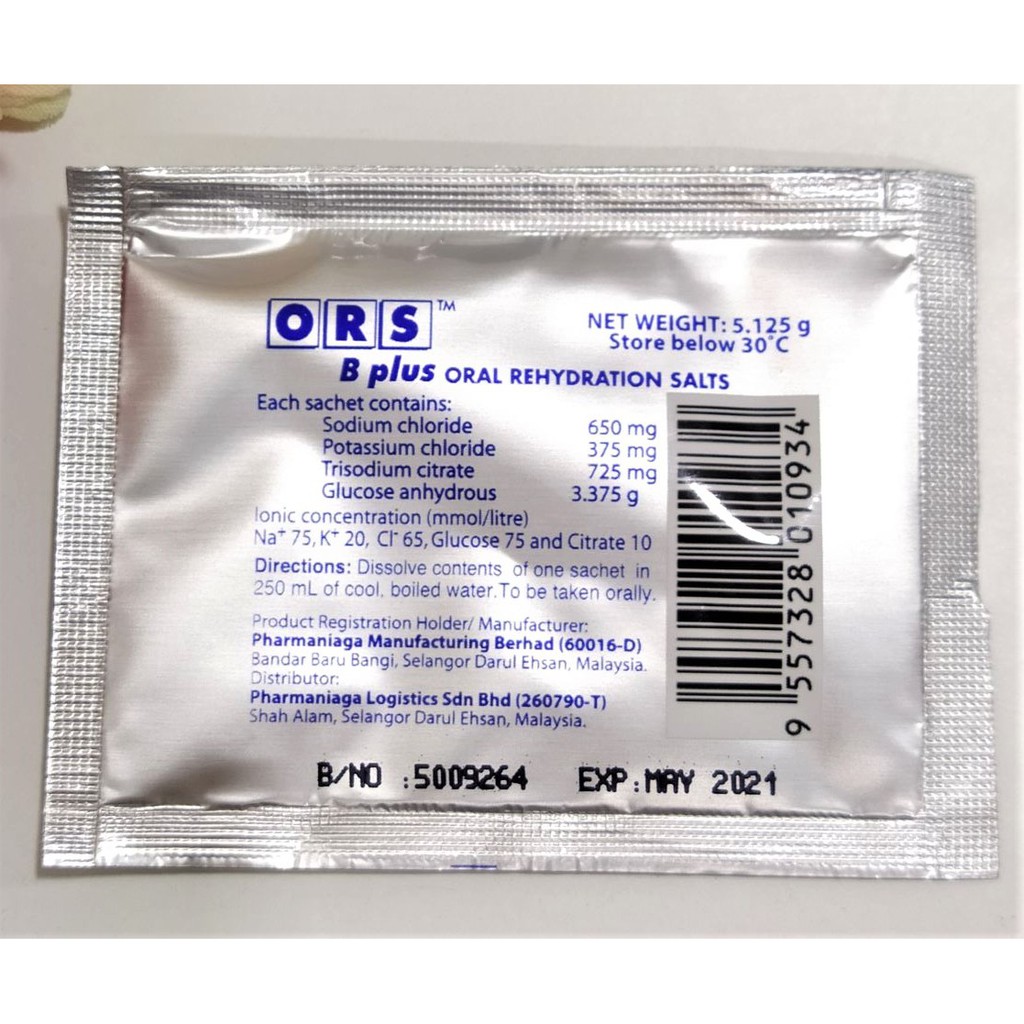 ORS™
NET WEIGHT: 5.125 g
Store below 30°C
B plus ORAL REHYDRATION SALTS
Each sachet contains:
Sodium chloride 650 mg
Potassium chloride 375 mg
Trisodium citrate 725 mg
Glucose anhydrous 3.375 g
Ionic concentration (mmol/litre)
Na⁺ 75, K⁺ 20, Cl⁻ 65, Glucose 75 and Citrate 10
Directions: Dissolve contents of one sachet in
250 mL of cool, boiled water. To be taken orally.
Product Registration Holder/ Manufacturer:
Pharmaniaga Manufacturing Berhad (60016-D)
Bandar Baru Bangi, Selangor Darul Ehsan, Malaysia.
Distributor:
Pharmaniaga Logistics Sdn Bhd (260790-T)
Shah Alam, Selangor Darul Ehsan, Malaysia.
9 557328 010934
B/NO :5009264 EXP:MAY 2021